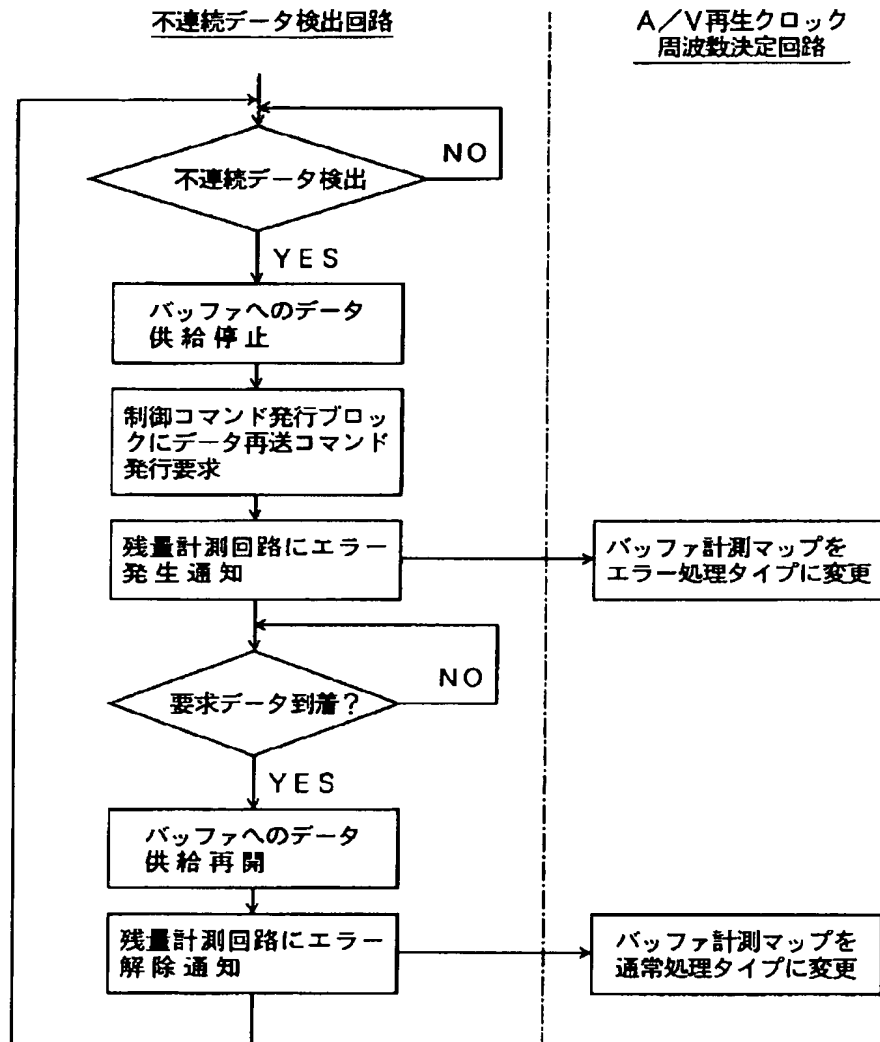 不連続データ検出回路
A／V再生クロック
周波数決定回路
不連続データ検出
NO
YES
バッファへのデータ
供給停止
制御コマンド発行ブロッ
クにデータ再送コマンド
発行要求
残量計測回路にエラー
発生通知
バッファ計測マップを
エラー処理タイプに変更
要求データ到着？
NO
YES
バッファへのデータ
供給再開
残量計測回路にエラー
解除通知
バッファ計測マップを
通常処理タイプに変更